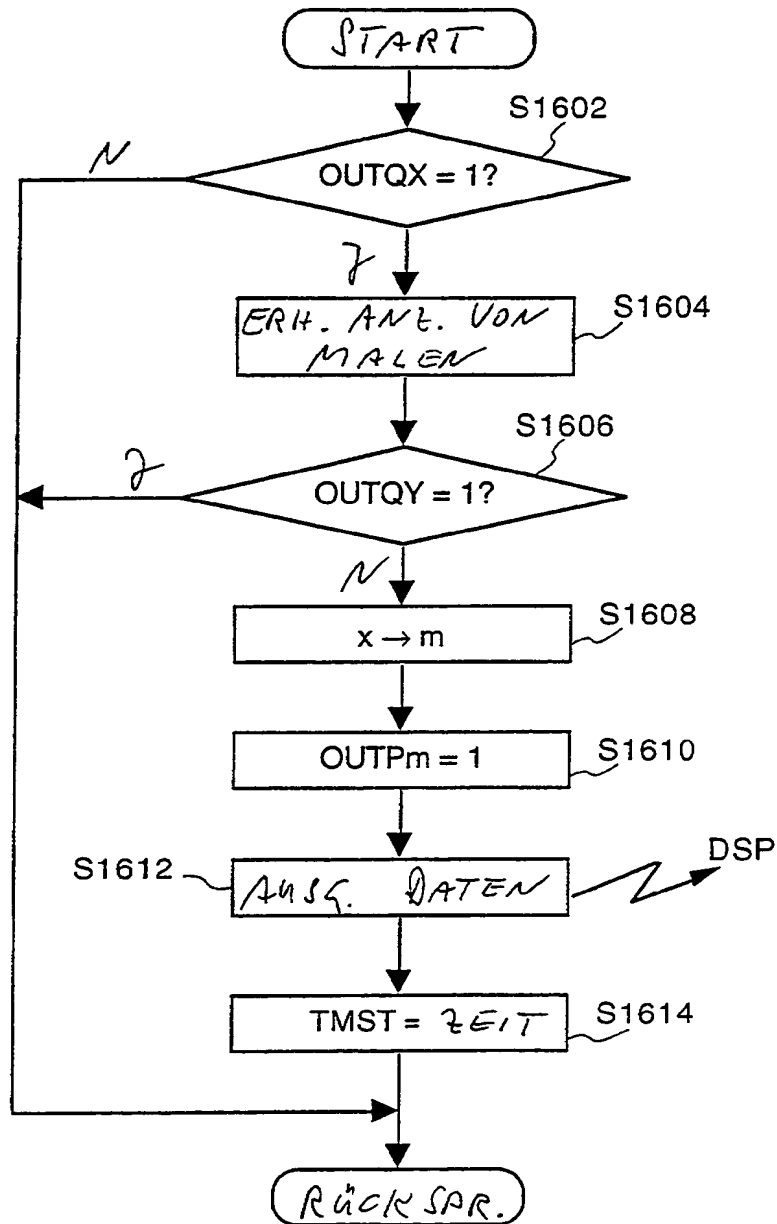 START
S1602
N
OUTQX = 1?
J
ERH. ANZ. VON
MALEN
S1604
S1606
J
OUTQY = 1?
N
x → m
S1608
OUTPm = 1
S1610
S1612
AUSG. DATEN
DSP
TMST = ZEIT
S1614
RÜCKSPR.